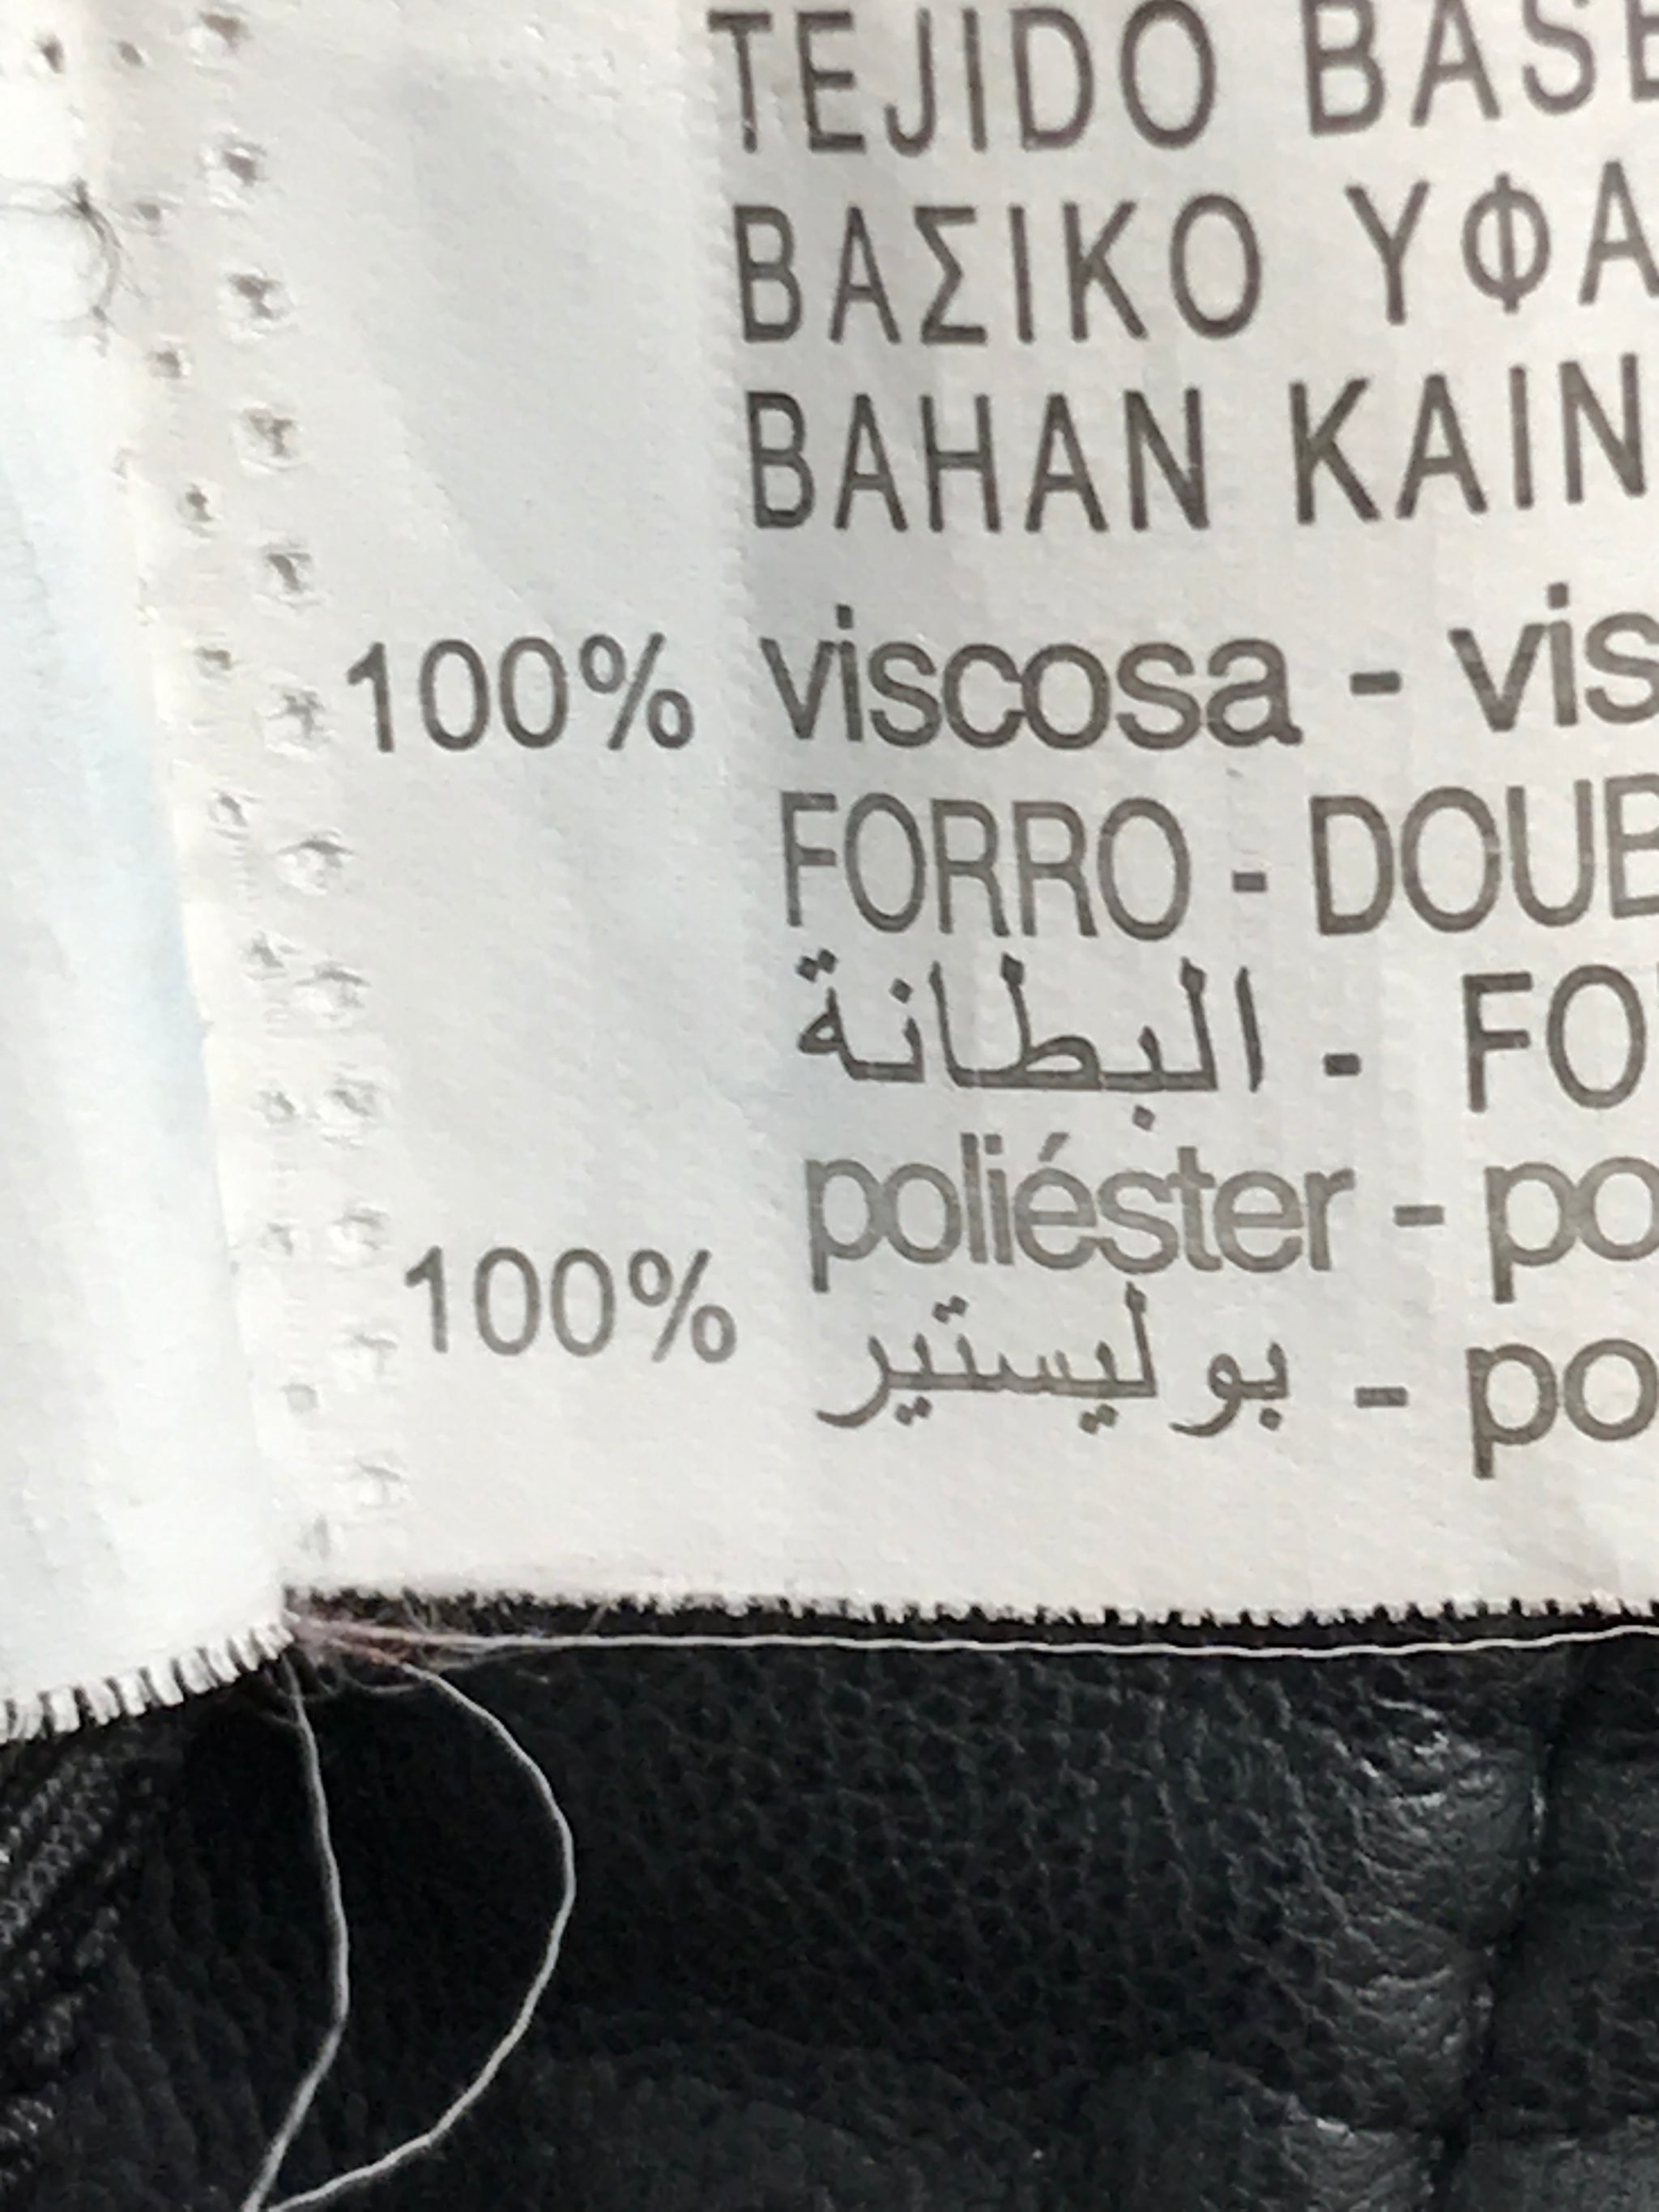 TEJIDO BASE
ΒΑΣΙΚΟ ΥΦΑ
BAHAN KAIN
100% viscosa - vis
FORRO - DOUB
البطانة - FO
poliéster - po
100%
بوليستير - po